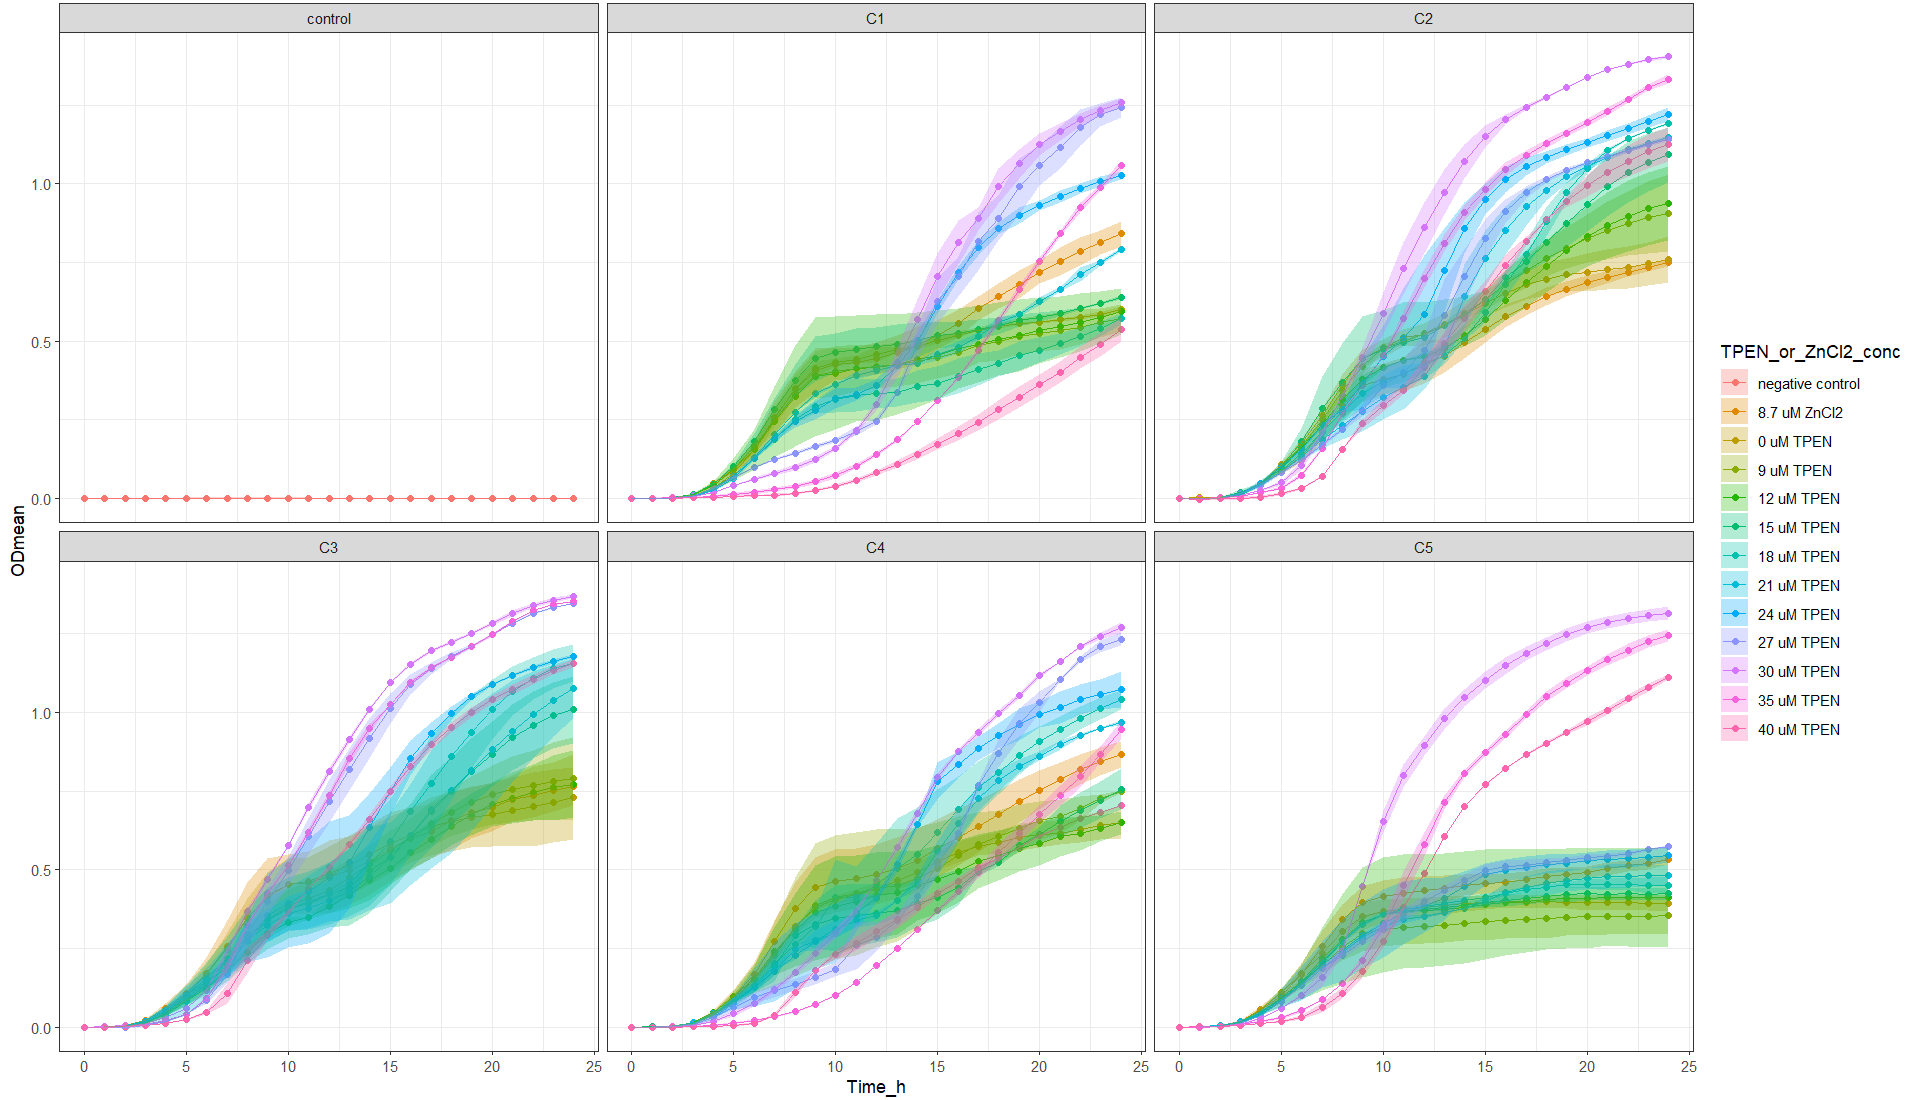 control
C1
C2
1.0
0.5
0.0
C3
C4
C5
1.0
0.5
0.0
0
5
10
15
20
25
0
5
10
15
20
25
0
5
10
15
20
25
Time_h
ODmean
TPEN_or_ZnCl2_conc
negative control
8.7 uM ZnCl2
0 uM TPEN
9 uM TPEN
12 uM TPEN
15 uM TPEN
18 uM TPEN
21 uM TPEN
24 uM TPEN
27 uM TPEN
30 uM TPEN
35 uM TPEN
40 uM TPEN